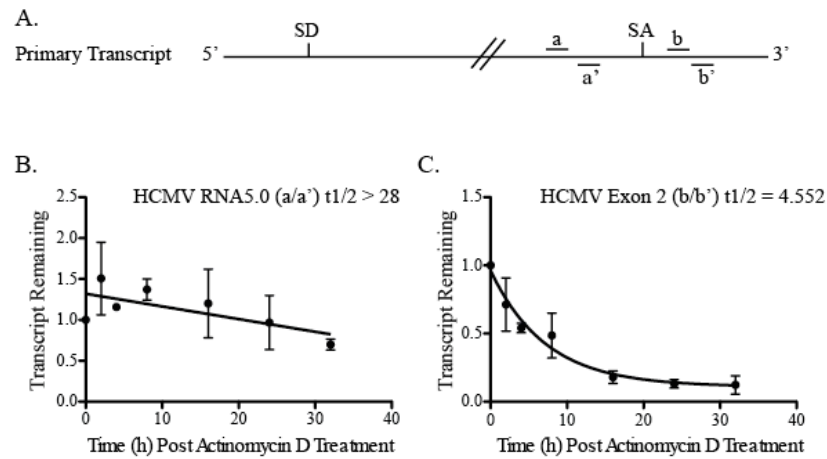 A.
SD
a
SA
b
Primary Transcript 5’ 3’
a’
b’
B.
HCMV RNA5.0 (a/a’) t1/2 > 28
2.5
2.0
1.5
1.0
0.5
0.0
Transcript Remaining
0 10 20 30 40
Time (h) Post Actinomycin D Treatment
C.
HCMV Exon 2 (b/b’) t1/2 = 4.552
1.5
1.0
0.5
0.0
Transcript Remaining
0 10 20 30 40
Time (h) Post Actinomycin D Treatment